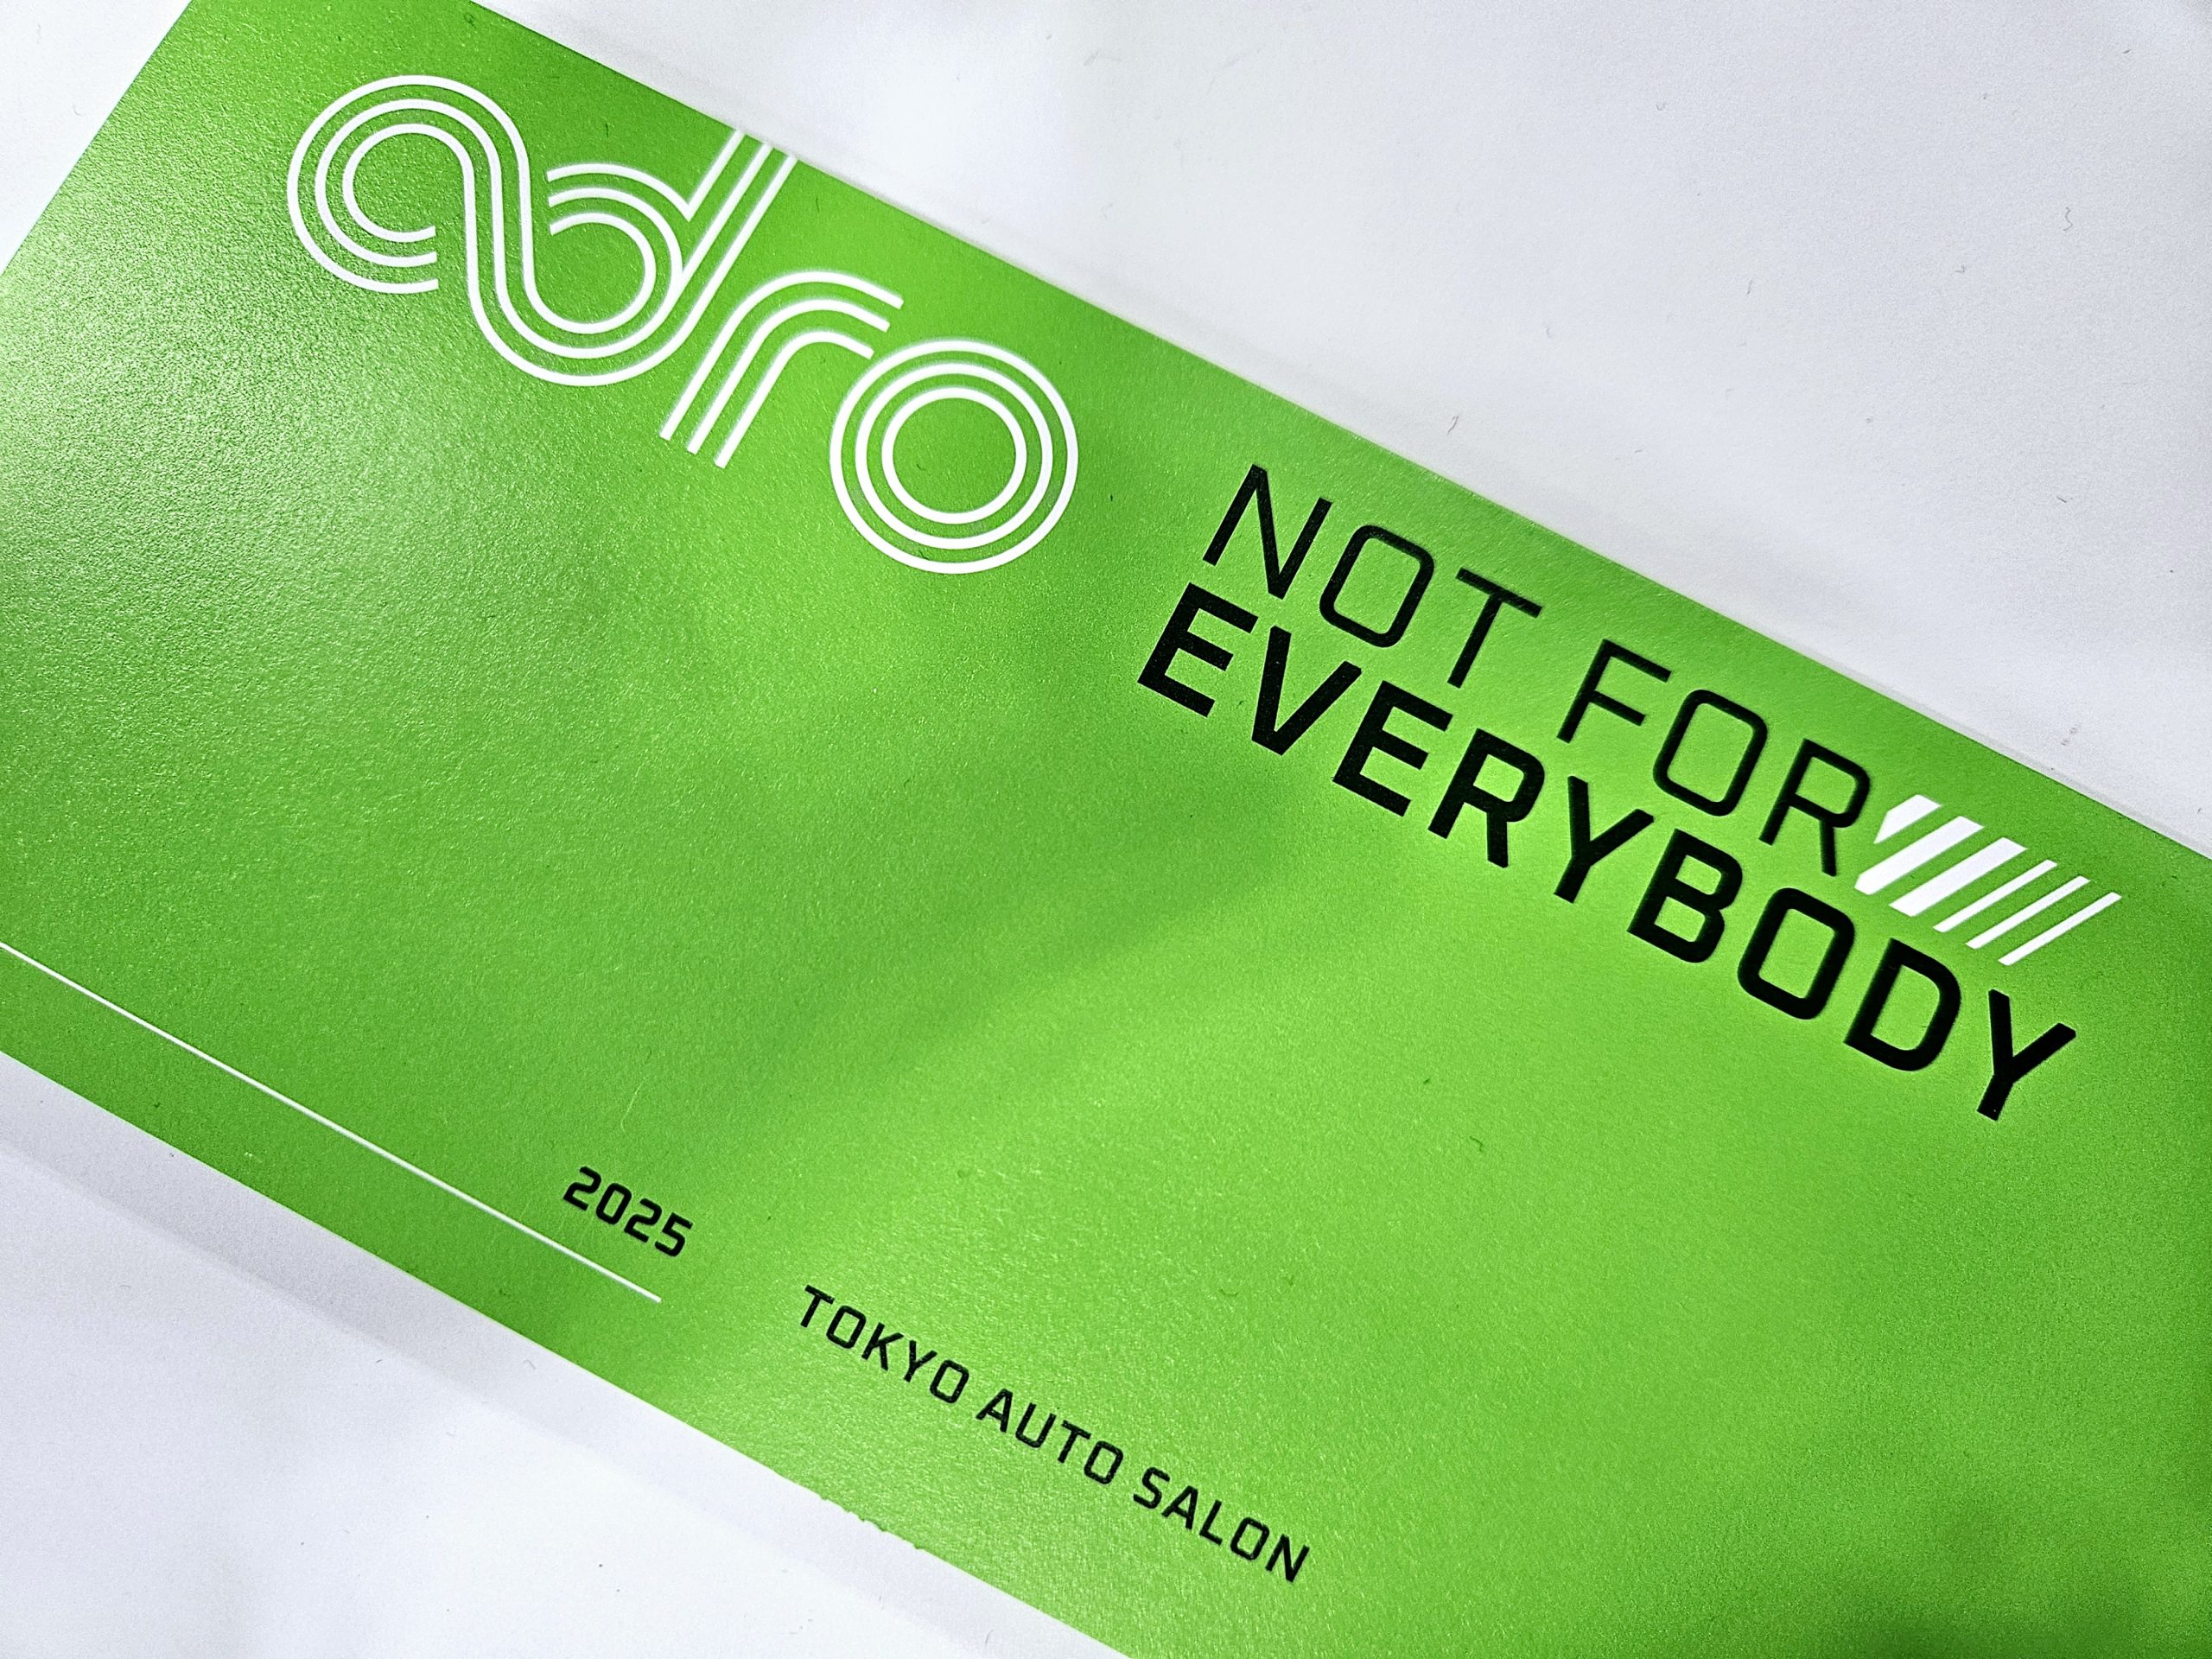 adro
NOT FOR
EVERYBODY
2025
TOKYO AUTO SALON